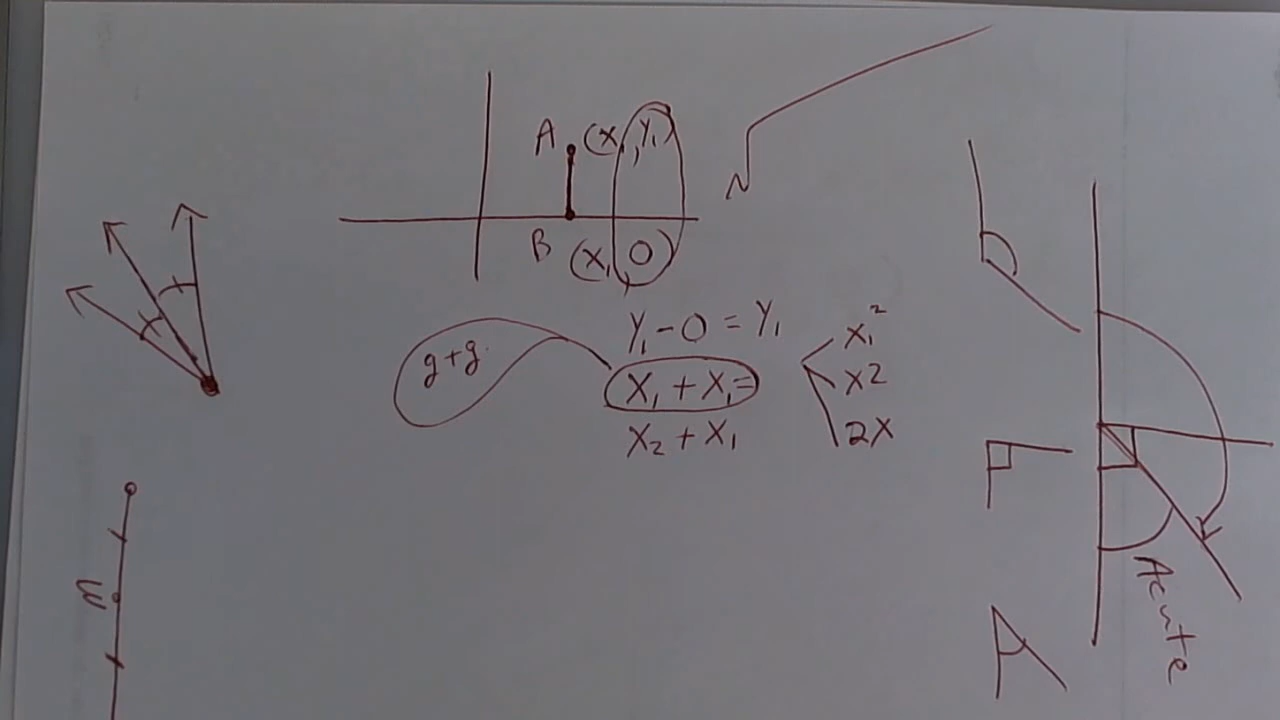 A (x, y₁)
B (x, 0)
y₁ - 0 = y₁
g + g
x₁ + x₁ =
x₁²
x2
2x
x₂ + x₁
Acute